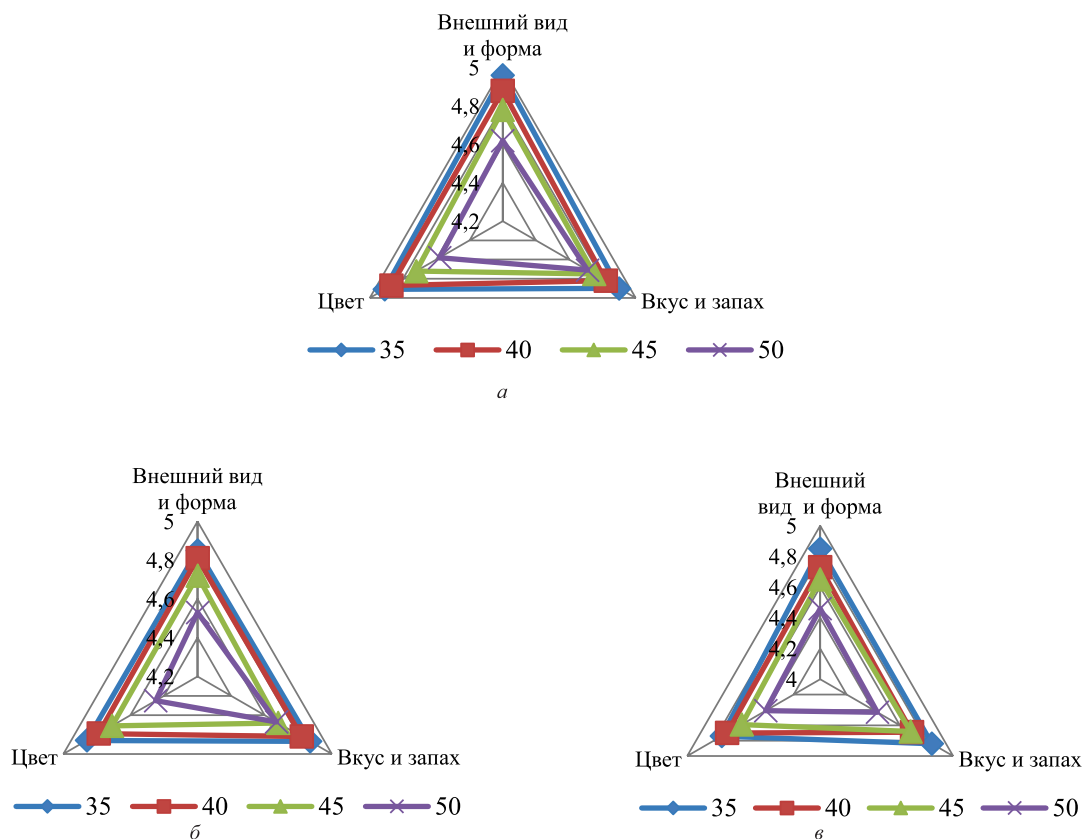 Внешний вид
и форма
5
4,8
4,6
4,4
4,2
Цвет
Вкус и запах
35 40 45 50
а
Внешний вид
и форма
5
4,8
4,6
4,4
4,2
Цвет
Вкус и запах
35 40 45 50
б
Внешний
вид и форма
5
4,8
4,6
4,4
4,2
4
Цвет
Вкус и запах
35 40 45 50
в